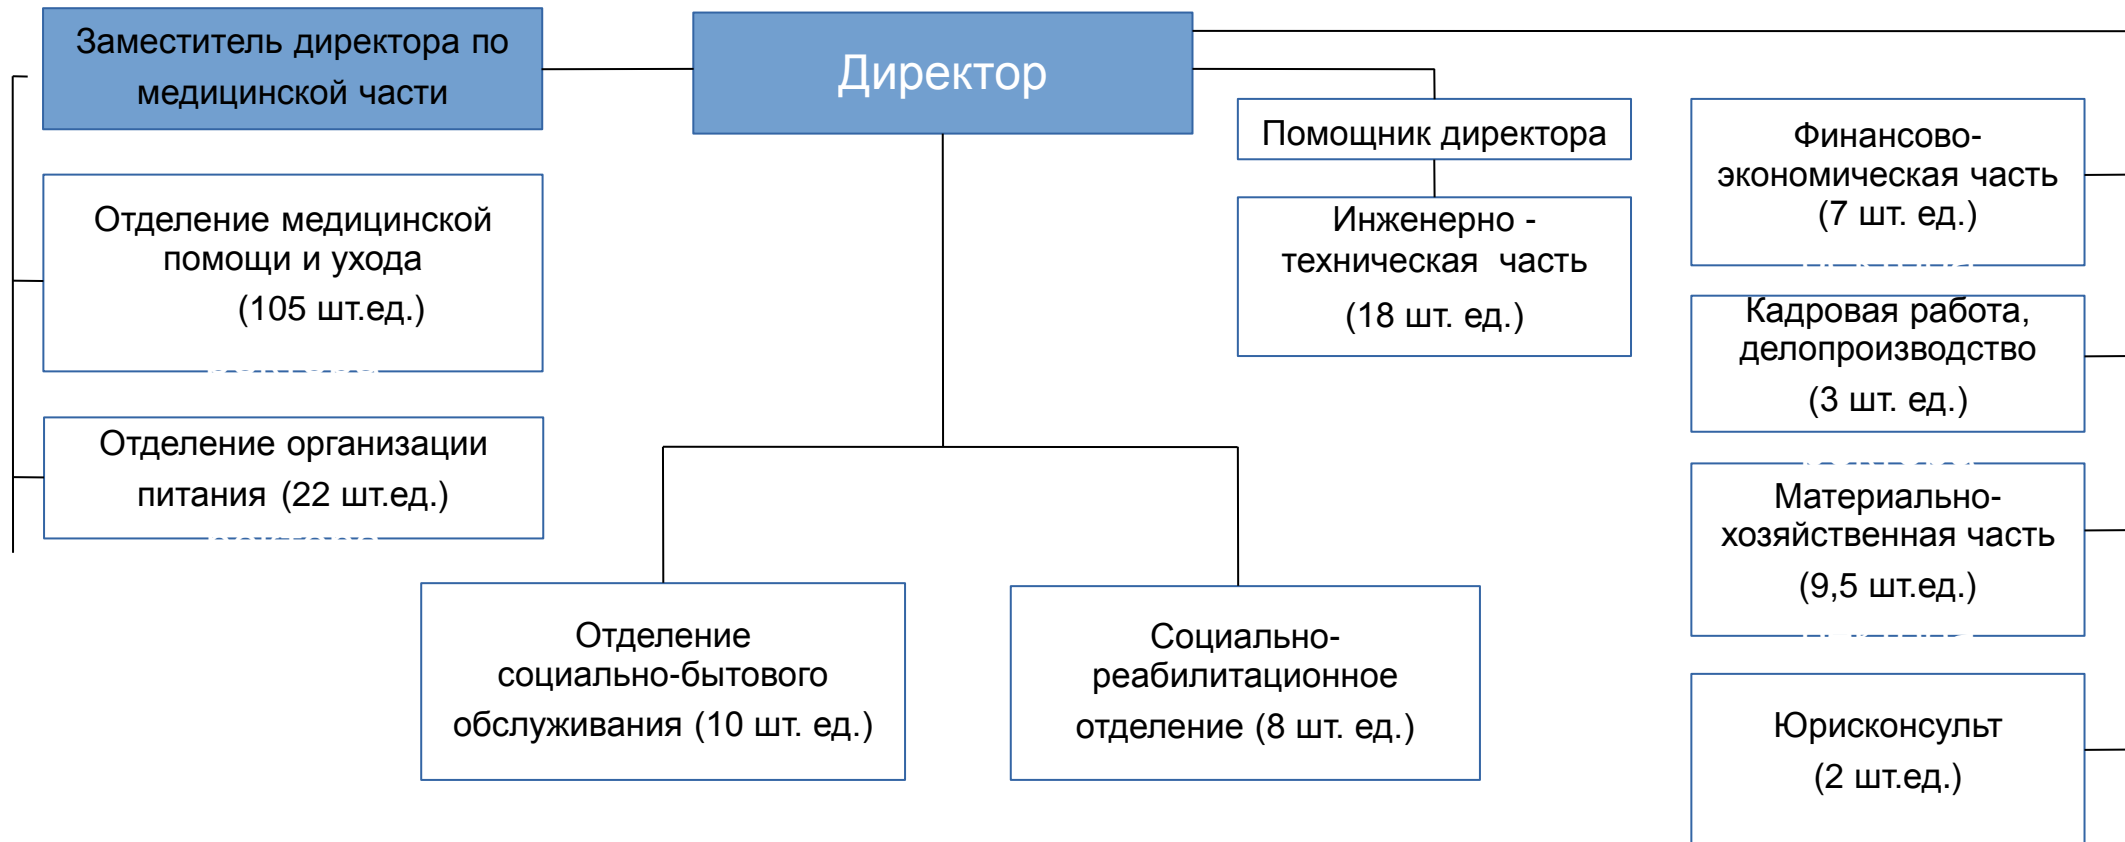 Заместитель директора по
медицинской части
Директор
Помощник директора
Инженерно -
техническая часть
(18 шт. ед.)
Финансово-
экономическая часть
(7 шт. ед.)
Отделение медицинской
помощи и ухода
(105 шт.ед.)
Кадровая работа,
делопроизводство
(3 шт. ед.)
Отделение организации
питания (22 шт.ед.)
Материально-
хозяйственная часть
(9,5 шт.ед.)
Отделение
социально-бытового
обслуживания (10 шт. ед.)
Социально-
реабилитационное
отделение (8 шт. ед.)
Юрисконсульт
(2 шт.ед.)